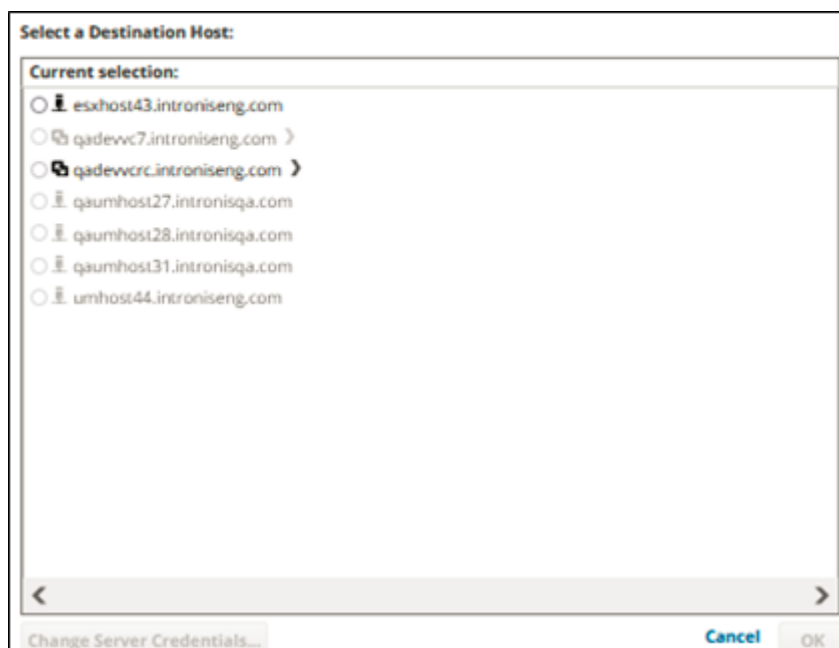 Select a Destination Host:
Current selection:
esxhost43.introniseng.com
qadevvc7.introniseng.com
qadevvcrc.introniseng.com
qaumhost27.intronisqa.com
qaumhost28.intronisqa.com
qaumhost31.intronisqa.com
umhost44.introniseng.com
Change Server Credentials...
Cancel
OK